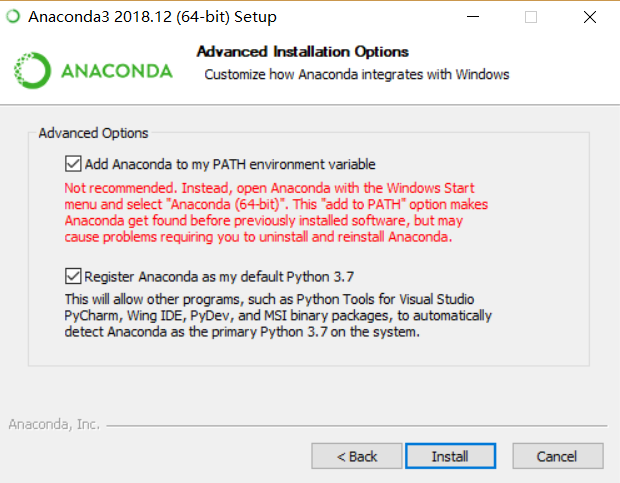 Anaconda3 2018.12 (64-bit) Setup
ANACONDA
Advanced Installation Options
Customize how Anaconda integrates with Windows
Advanced Options
Add Anaconda to my PATH environment variable
Not recommended. Instead, open Anaconda with the Windows Start
menu and select "Anaconda (64-bit)". This "add to PATH" option makes
Anaconda get found before previously installed software, but may
cause problems requiring you to uninstall and reinstall Anaconda.
Register Anaconda as my default Python 3.7
This will allow other programs, such as Python Tools for Visual Studio
PyCharm, Wing IDE, PyDev, and MSI binary packages, to automatically
detect Anaconda as the primary Python 3.7 on the system.
Anaconda, Inc.
< Back
Install
Cancel